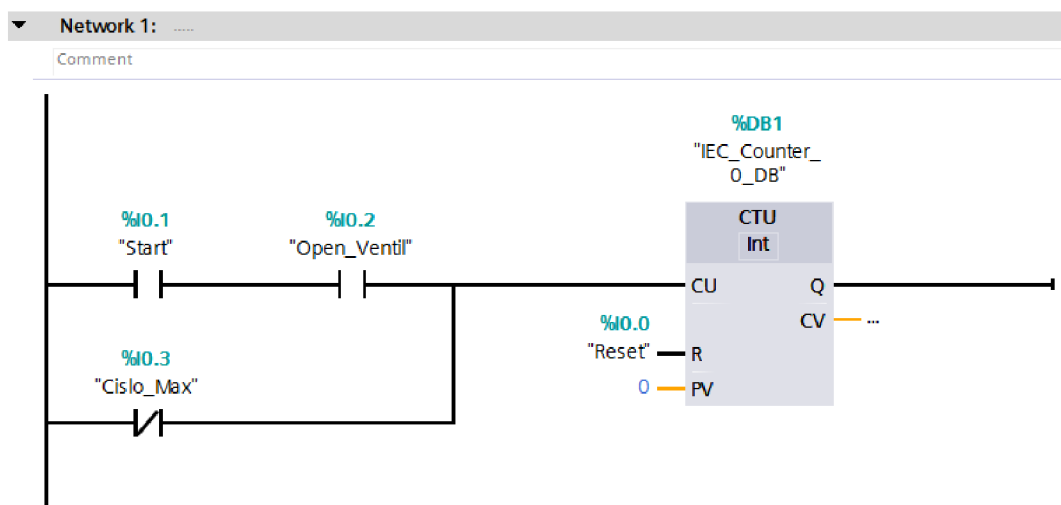 Network 1: .....
Comment
%DB1
"IEC_Counter_
0_DB"
%I0.1
"Start"
%I0.2
"Open_Ventil"
CTU
Int
CU
Q
%I0.0
"Reset"
R
CV
...
%I0.3
"Cislo_Max"
0
PV